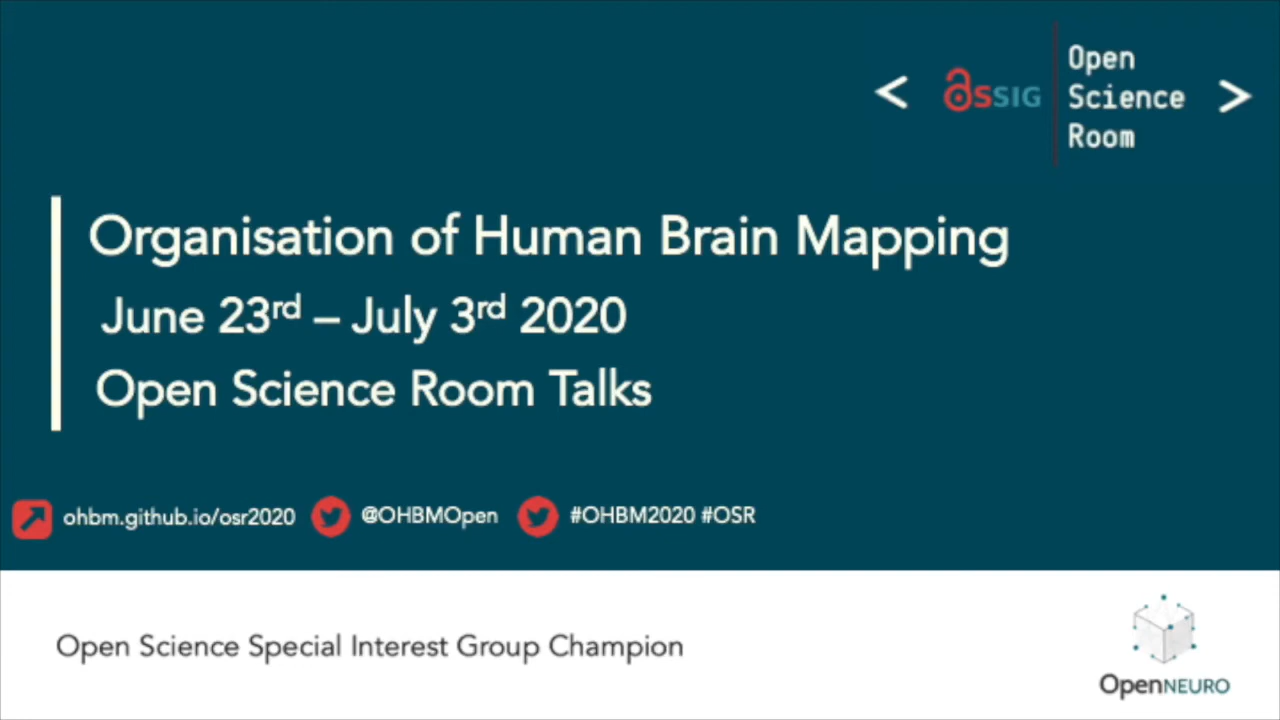 < OSSIG Open Science Room >
Organisation of Human Brain Mapping
June 23rd – July 3rd 2020
Open Science Room Talks
ohbm.github.io/osr2020 @OHBMOpen #OHBM2020 #OSR
Open Science Special Interest Group Champion
OpenNEURO